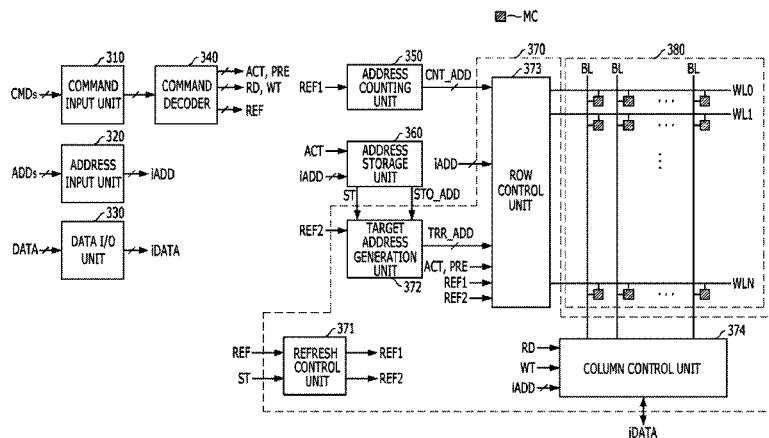 MC
310
COMMAND
INPUT UNIT
CMDs
340
COMMAND
DECODER
ACT, PRE
RD, WT
REF
320
ADDRESS
INPUT UNIT
ADDs
iADD
330
DATA I/O
UNIT
DATA
iDATA
350
ADDRESS
COUNTING
UNIT
REF1
CNT_ADD
360
ADDRESS
STORAGE
UNIT
ACT
iADD
ST
STO_ADD
REF2
TARGET
ADDRESS
GENERATION
UNIT
372
TRR_ADD
370
373
ROW
CONTROL
UNIT
iADD
ACT, PRE
REF1
REF2
380
BL
BL
BL
WL0
WL1
WLN
371
REFRESH
CONTROL
UNIT
REF
ST
REF1
REF2
374
COLUMN CONTROL UNIT
RD
WT
iADD
iDATA